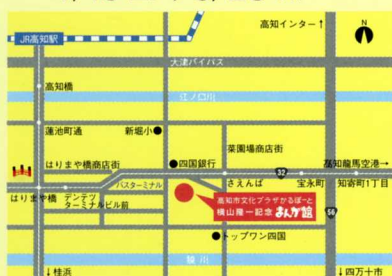 高知インター↑
N
JR高知駅
大津バイパス
高知橋
江ノ口川
蓮池町通
新堀小
菜園場商店街
はりまや橋商店街
四国銀行
32
高知龍馬空港→
バスターミナル
さえんば
宝永町
知寄町1丁目
はりまや橋
デンテツ
ターミナルビル前
高知市文化プラザかるぽーと
横山隆一記念 まんが館
56
トップワン四国
鏡川
↓桂浜
↓四万十市